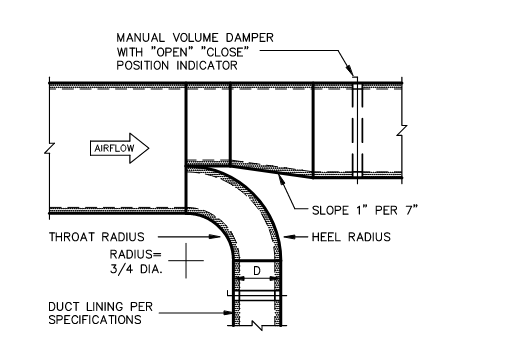 MANUAL VOLUME DAMPER
WITH "OPEN" "CLOSE"
POSITION INDICATOR
AIRFLOW
SLOPE 1" PER 7"
THROAT RADIUS
HEEL RADIUS
RADIUS=
3/4 DIA.
D
DUCT LINING PER
SPECIFICATIONS